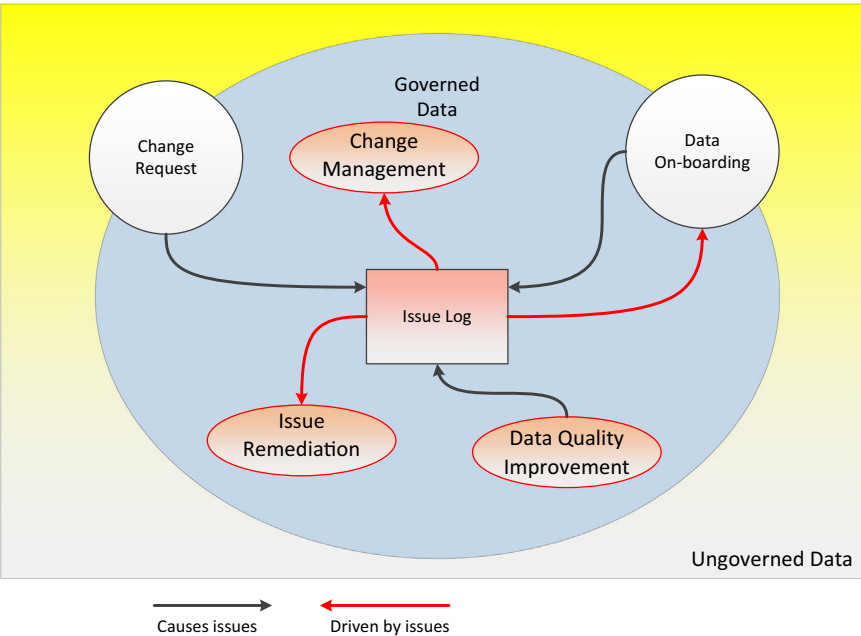 Governed
Data
Change
Request
Change
Management
Data
On-boarding
Issue Log
Issue
Remediation
Data Quality
Improvement
Ungoverned Data
Causes issues
Driven by issues